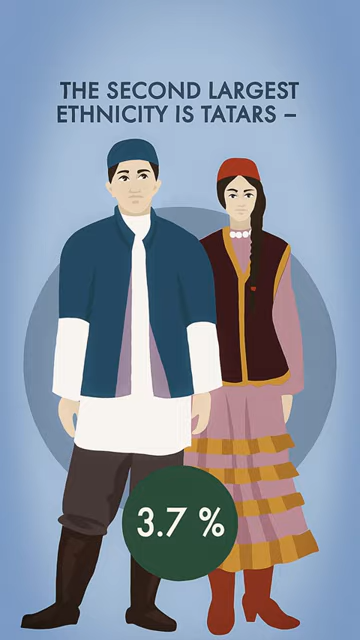 THE SECOND LARGEST
ETHNICITY IS TATARS –
3.7 %